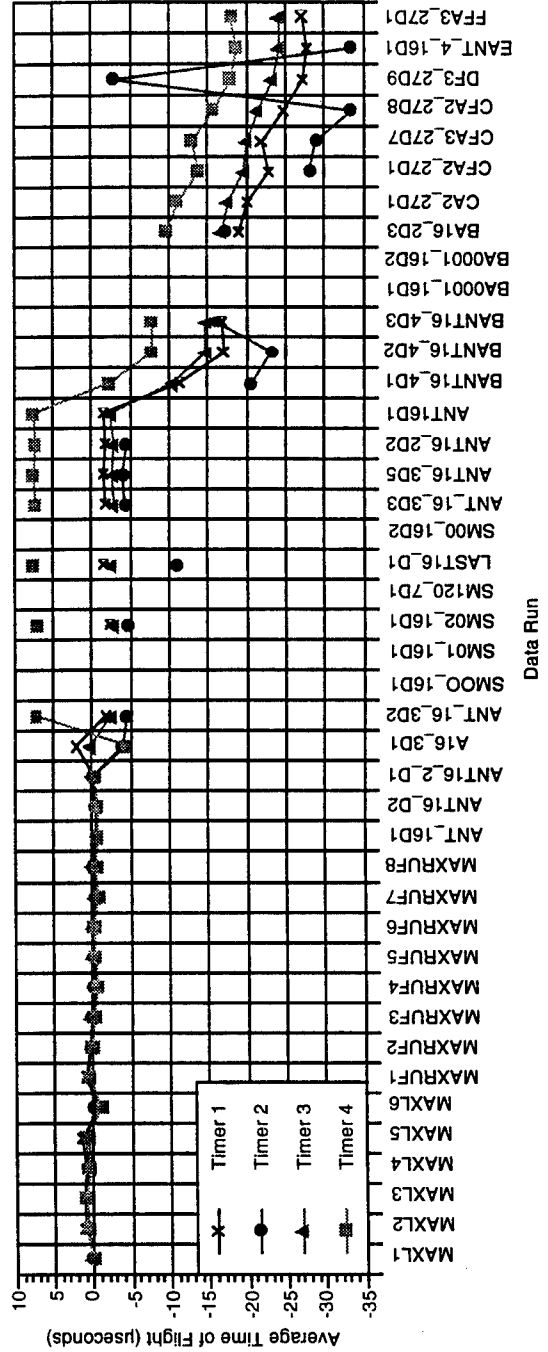 Average Time of Flight (µseconds)
10
5
0
-5
-10
-15
-20
-25
-30
-35
Timer 1
Timer 2
Timer 3
Timer 4
MAXL1
MAXL2
MAXL3
MAXL4
MAXL5
MAXL6
MAXRUF1
MAXRUF2
MAXRUF3
MAXRUF4
MAXRUF5
MAXRUF6
MAXRUF7
MAXRUF8
ANT_16D1
ANT16_D2
ANT16_2_D1
A16_3D1
ANT_16_3D2
SMOO_16D1
SM01_16D1
SM02_16D1
SM120_7D1
LAST16_D1
SM00_16D2
ANT_16_3D3
ANT16_3D5
ANT16_2D2
ANT16D1
BANT16_4D1
BANT16_4D2
BANT16_4D3
BA0001_16D1
BA0001_16D2
BA16_2D3
CA2_27D1
CFA2_27D1
CFA3_27D7
CFA2_27D8
DF3_27D9
EANT_4_16D1
FFA3_27D1
Data Run